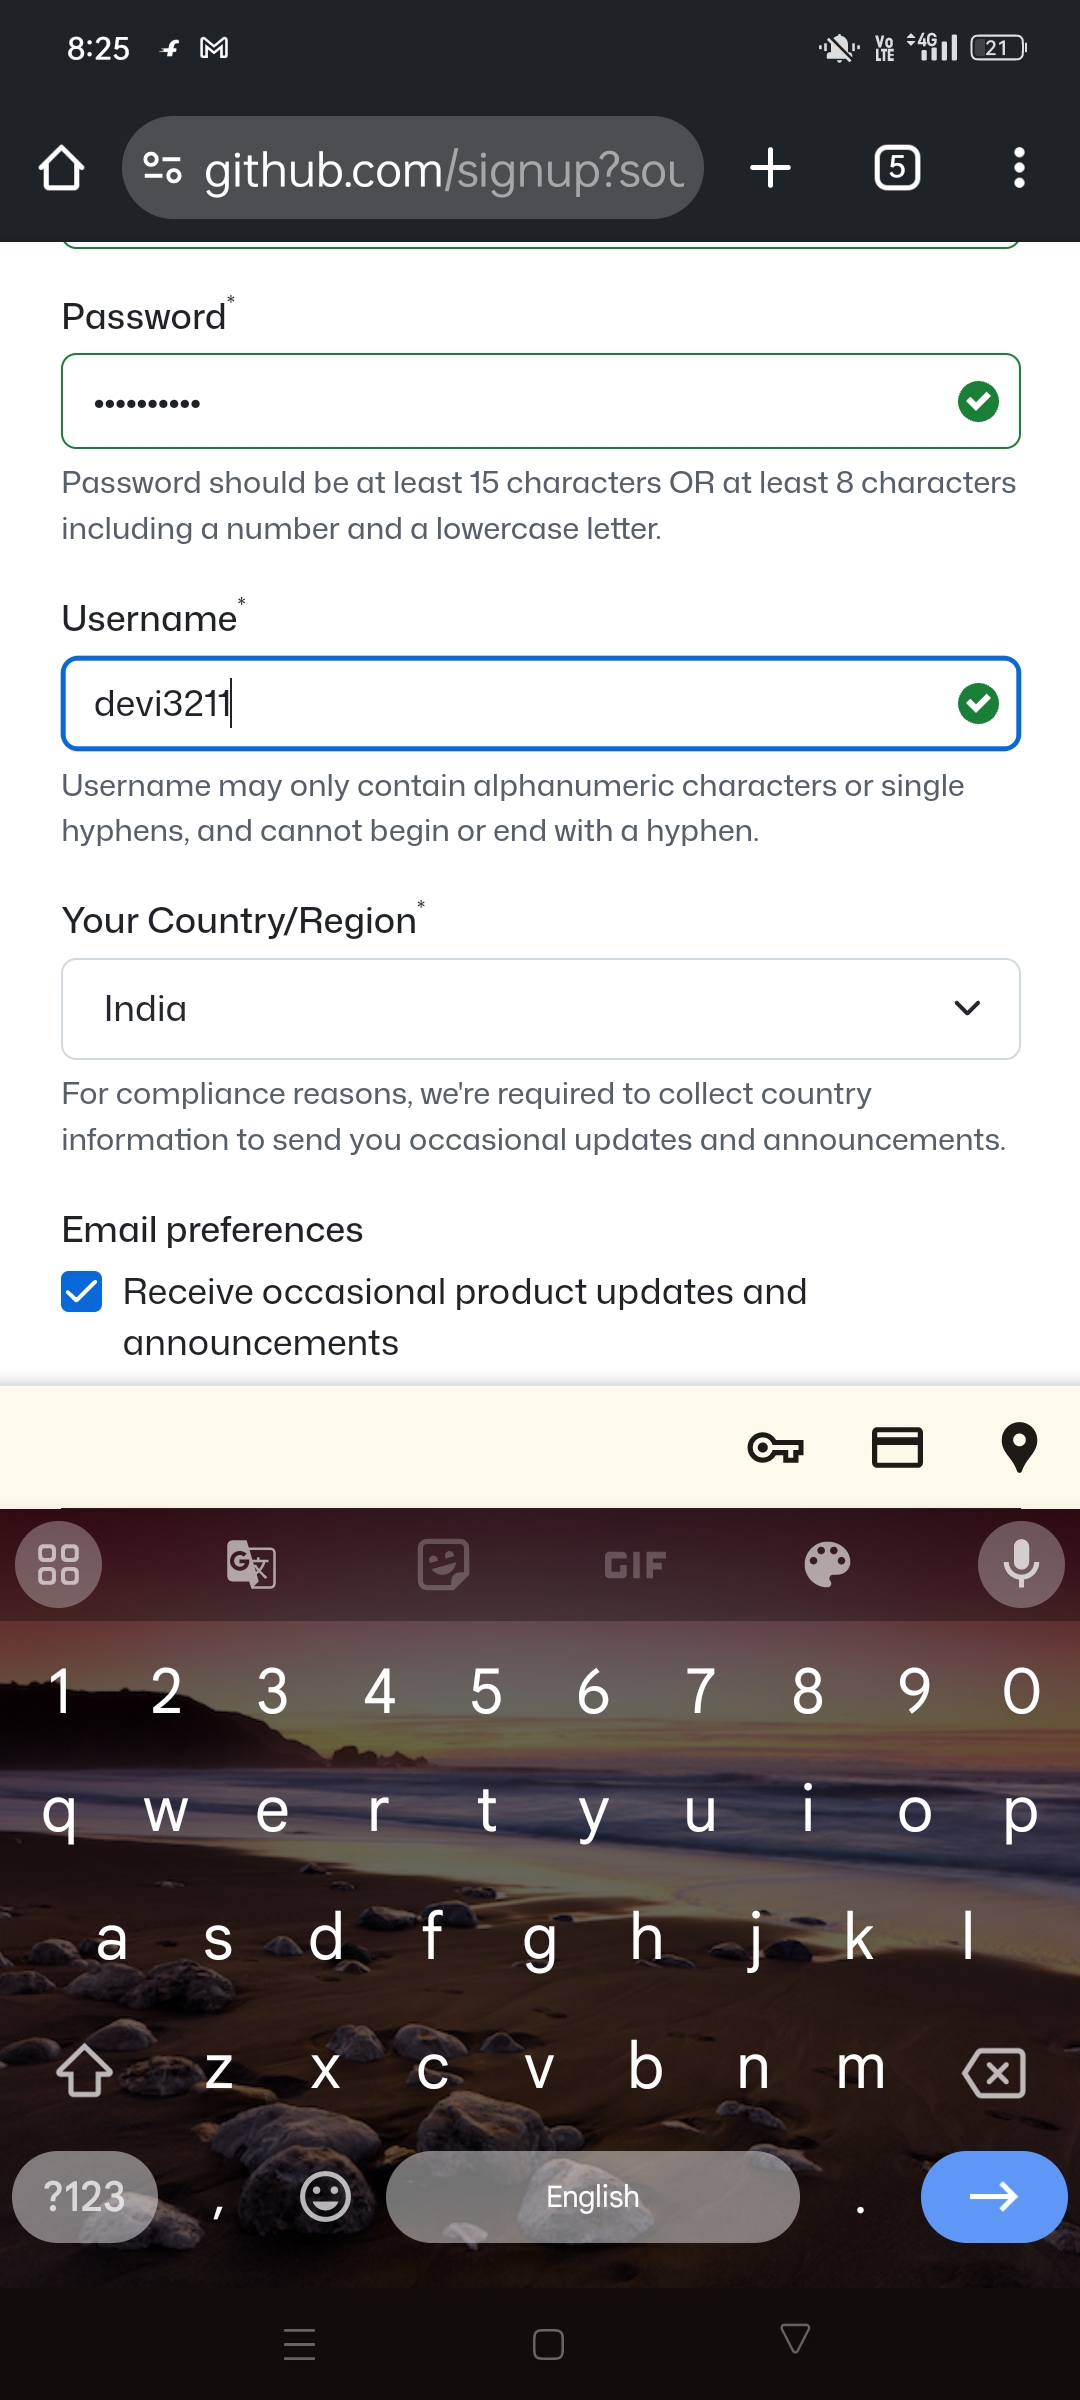 8:25
Vo LTE 4G 21
github.com/signup?sou
5
Password*
••••••••••
Password should be at least 15 characters OR at least 8 characters
including a number and a lowercase letter.
Username*
devi3211
Username may only contain alphanumeric characters or single
hyphens, and cannot begin or end with a hyphen.
Your Country/Region*
India
For compliance reasons, we're required to collect country
information to send you occasional updates and announcements.
Email preferences
Receive occasional product updates and
announcements
G 文 GIF
1 2 3 4 5 6 7 8 9 0
q w e r t y u i o p
a s d f g h j k l
z x c v b n m
?123 , English .